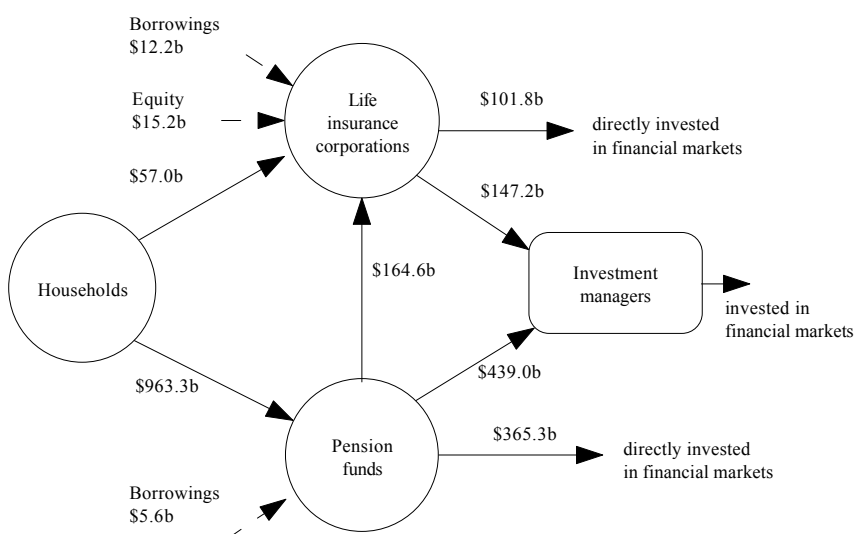 Borrowings
$12.2b
Equity
$15.2b
$57.0b
Life
insurance
corporations
$101.8b
directly invested
in financial markets
$147.2b
Households
$164.6b
Investment
managers
invested in
financial markets
$963.3b
$439.0b
Pension
funds
$365.3b
directly invested
in financial markets
Borrowings
$5.6b